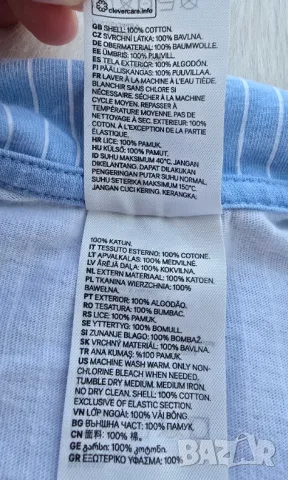 clevercare.info
GB SHELL: 100% COTTON.
CZ SVRCHNÍ LÁTKA: 100% BAVLNA.
DE OBERMATERIAL: 100% BAUMWOLLE.
ES TELA EXTERIOR: 100% ALGODÓN.
FI PÄÄLLISKANGAS: 100% PUUVILLAA.
FR LAVER À LA MACHINE À L'EAU TIÈDE.
BLANCHIR SANS CHLORE SI
NÉCESSAIRE. SÉCHER À LA MACHINE
CYCLE MOYEN. REPASSER À
TEMPÉRATURE MOYENNE. PAS DE
NETTOYAGE À SEC. 100% COTON.
COTON. À L'EXCEPTION DE LA PARTIE
ÉLASTIQUE.
HR LICE: 100% PAMUK.
HU KÜLSŐ: 100% PAMUT.
ID SUHU MAKSIMUM 40°C. JANGAN
DIKELANTANG. DAPAT DILAKUKAN
PENGERINGAN PUTAR SUHU NORMAL.
SUHU SETERIKA MAKSIMUM 150°C.
JANGAN CUCI KERING. KERANGKA.
100% KATUN.
IT TESSUTO ESTERNO: 100% COTONE.
LT APVALKALAS: 100% MEDVILNĖ.
LV ĀRĒJĀ DAĻA: 100% KOKVILNA.
NL EXTERN MATERIAAL: 100% KATOEN.
PL TKANINA WIERZCHNIA: 100%
BAWEŁNA.
PT EXTERIOR: 100% ALGODÃO.
RO ȚESATURA: 100% BUMBAC.
RS LICE: 100% PAMUK.
SE YTTERTYG: 100% BOMULL.
SI ZUNANJE BLAGO: 100% BOMBAŽ.
SK VRCHNÝ MATERIÁL: 100% BAVLNA.
TR ANA KUMAŞ: %100 PAMUK.
US MACHINE WASH WARM. ONLY NON-
CHLORINE BLEACH WHEN NEEDED.
TUMBLE DRY MEDIUM. MEDIUM IRON.
NO DRY CLEAN. SHELL: 100% COTTON.
EXCLUSIVE OF ELASTIC SECTION.
VN LỚP NGOÀI: 100% BÔNG.
BG ВЪНШНА ЧАСТ: 100% ПАМУК.
CN 面料: 100% 棉.
GE გარსი: 100% ბამბა.
GR ΕΞΩΤΕΡΙΚΟ ΥΦΑΣΜΑ: 100%
BAZAR